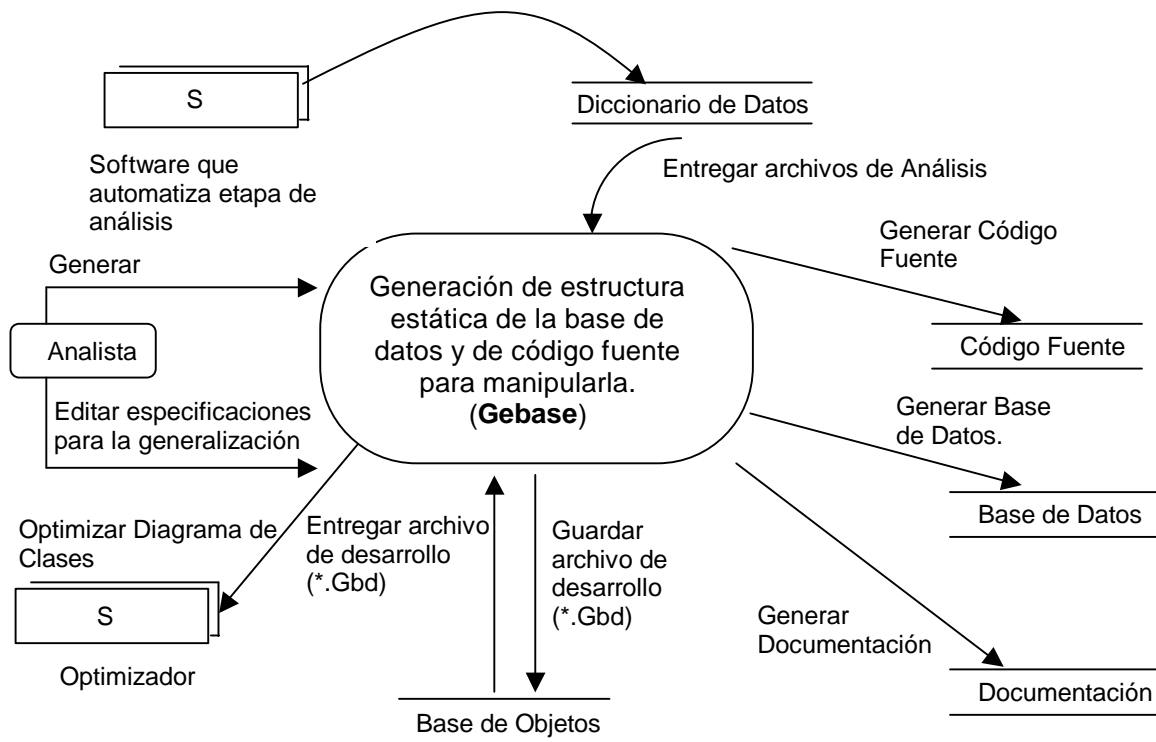 S
Diccionario de Datos
Software que
automatiza etapa de
análisis
Entregar archivos de Análisis
Generar Código
Fuente
Generar
Generación de estructura
estática de la base de
datos y de código fuente
para manipularla.
(Gebase)
Analista
Código Fuente
Editar especificaciones
para la generalización
Generar Base
de Datos.
Optimizar Diagrama de
Clases
Entregar archivo
de desarrollo
(*.Gbd)
Guardar
archivo de
desarrollo
(*.Gbd)
Base de Datos
S
Optimizador
Generar
Documentación
Documentación
Base de Objetos